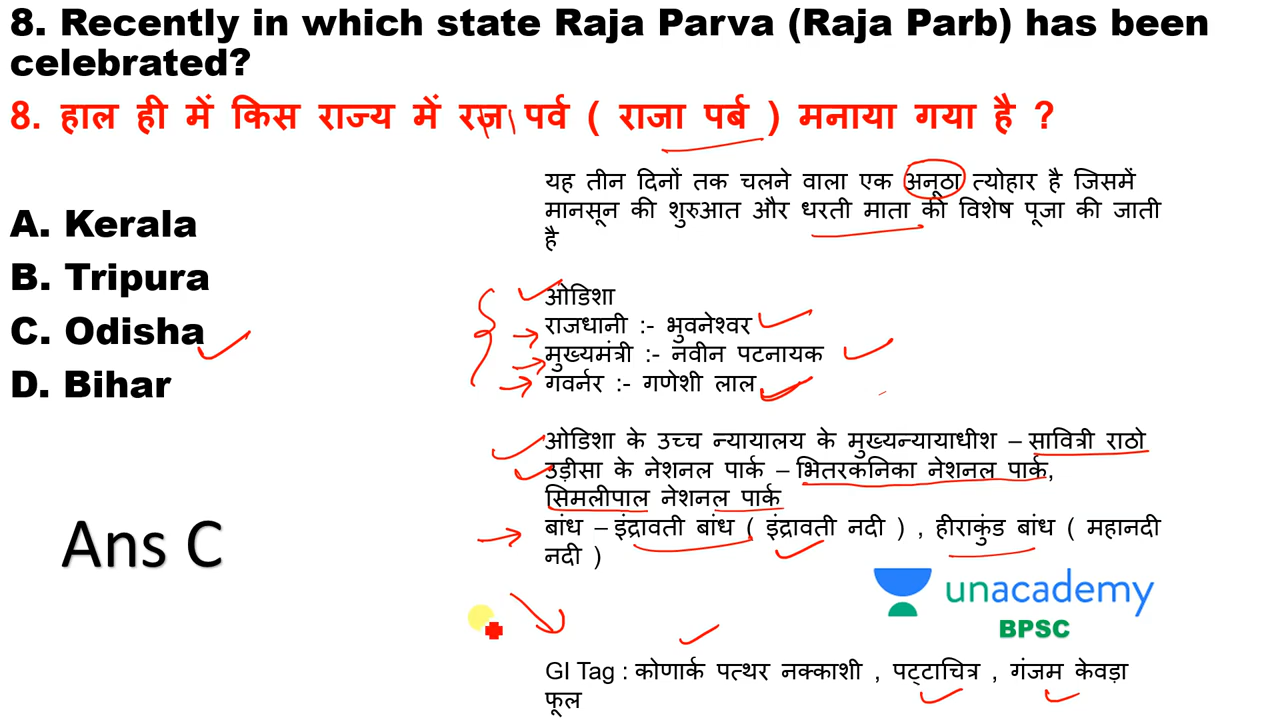 8. Recently in which state Raja Parva (Raja Parb) has been
celebrated?
8. हाल ही में किस राज्य में रज पर्व ( राजा पर्ब ) मनाया गया है ?
A. Kerala
B. Tripura
C. Odisha
D. Bihar
Ans C
यह तीन दिनों तक चलने वाला एक अनूठा त्योहार है जिसमें
मानसून की शुरुआत और धरती माता की विशेष पूजा की जाती
है
ओडिशा
राजधानी :- भुवनेश्वर
मुख्यमंत्री :- नवीन पटनायक
गवर्नर :- गणेशी लाल
ओडिशा के उच्च न्यायालय के मुख्यन्यायाधीश – सावित्री राठो
उड़ीसा के नेशनल पार्क – भितरकनिका नेशनल पार्क,
सिमलीपाल नेशनल पार्क
बांध – इंद्रावती बांध ( इंद्रावती नदी ) , हीराकुंड बांध ( महानदी
नदी )
unacademy
BPSC
GI Tag : कोणार्क पत्थर नक्काशी , पट्टाचित्र , गंजम केवड़ा
फूल